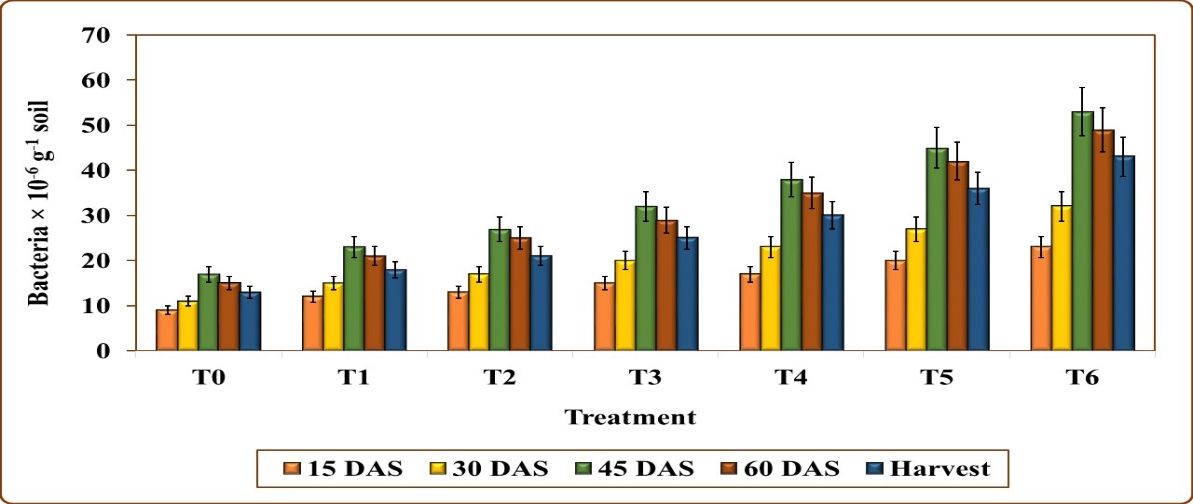 70
60
50
40
30
20
10
0
Bacteria × 10⁻⁶ g⁻¹ soil
T0 T1 T2 T3 T4 T5 T6
Treatment
15 DAS 30 DAS 45 DAS 60 DAS Harvest